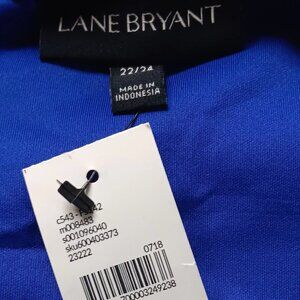 LANE BRYANT
22/24
MADE IN
INDONESIA
m008483
s001096040
sku600403373
23222
0718
700003249238